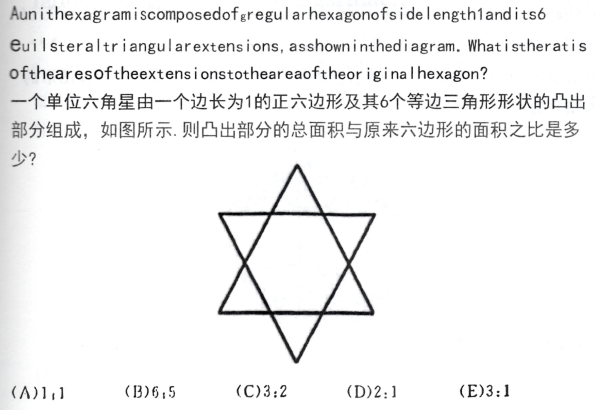 Aunithexagramiscomposedofgregularhexagonofsidelength1andits6
euilsteraltriangularextensions,asshowninthediagram.Whatistheratis
oftheαresoftheextensionstotheareaoftheoriginalhexagon?
一个单位六角星由一个边长为1的正六边形及其6个等边三角形形状的凸出
部分组成，如图所示.则凸出部分的总面积与原来六边形的面积之比是多
少?
(A)1:1 (B)6:5 (C)3:2 (D)2:1 (E)3:1